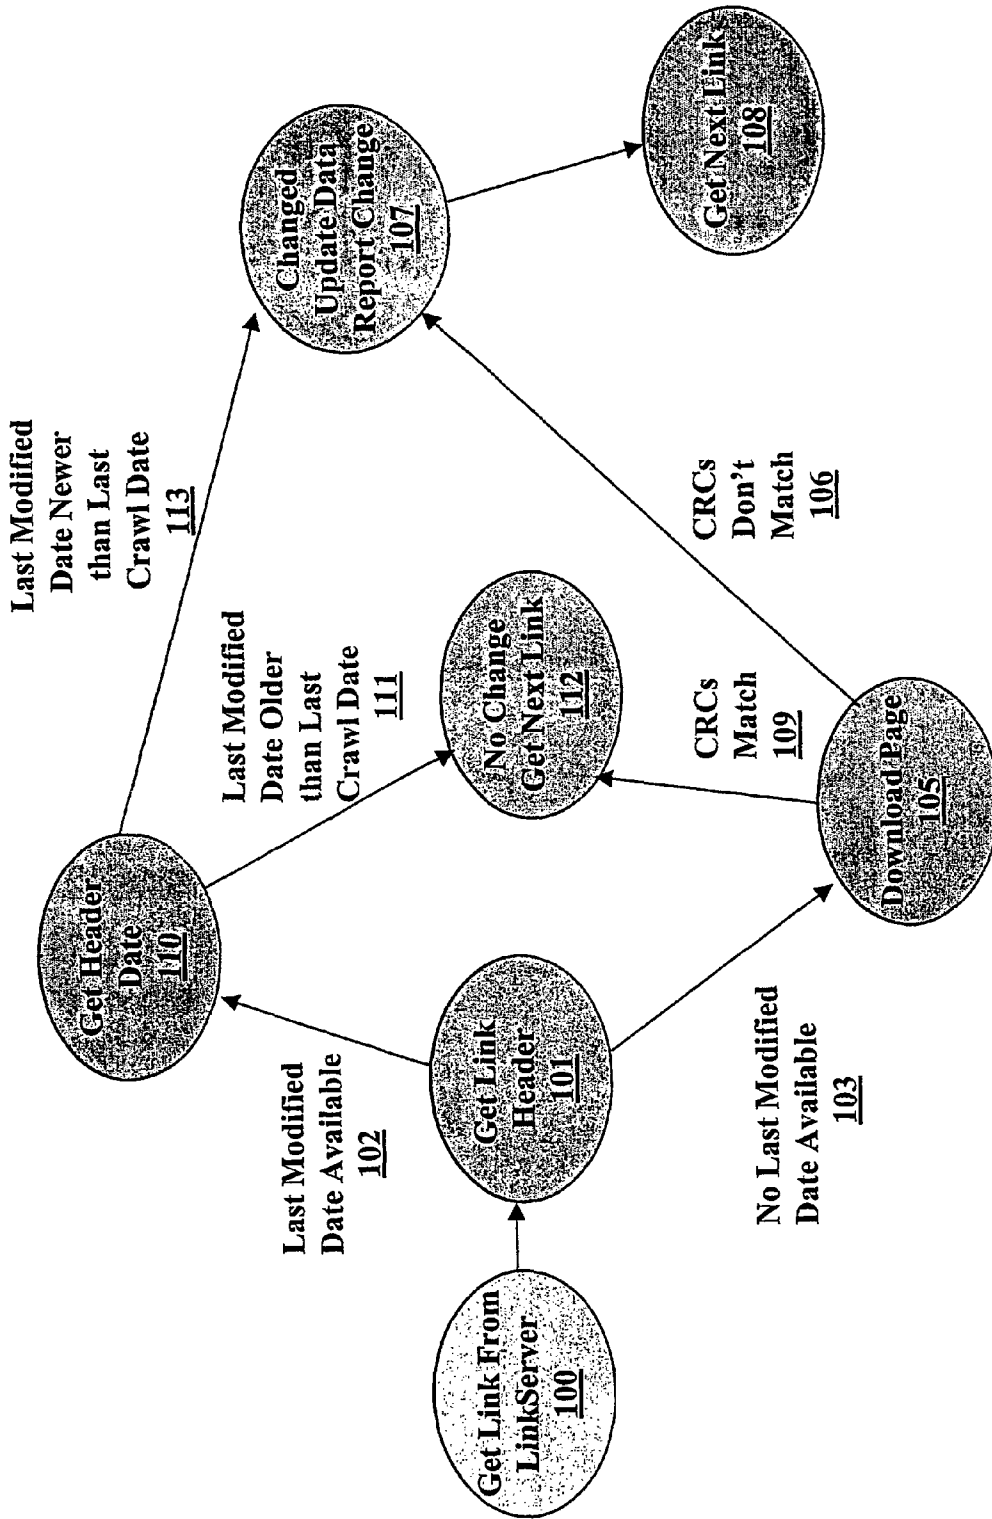 Get Link From
LinkServer
100
Get Link
Header
101
Last Modified
Date Available
102
No Last Modified
Date Available
103
Get Header
Date
110
Download Page
105
Last Modified
Date Older
than Last
Crawl Date
111
CRCs
Match
109
No Change
Get Next Link
112
Last Modified
Date Newer
than Last
Crawl Date
113
CRCs
Don't
Match
106
Changed
Update Data
Report Change
107
Get Next Links
108